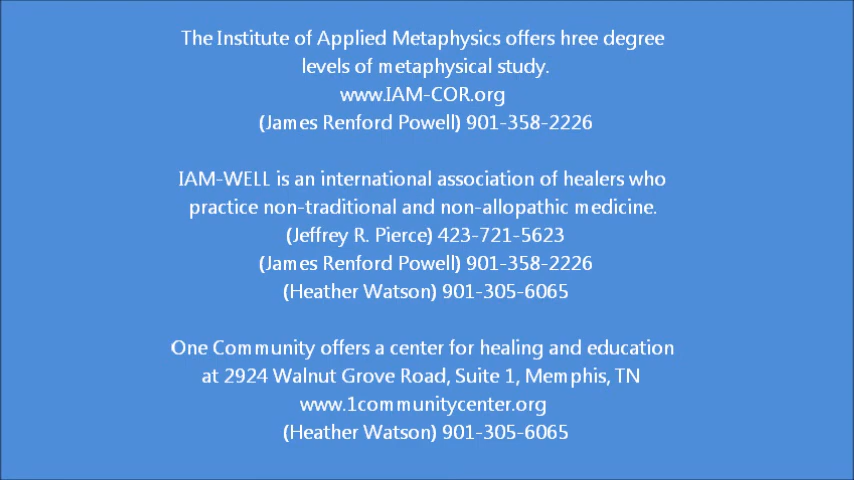 The Institute of Applied Metaphysics offers hree degree
levels of metaphysical study.
www.IAM-COR.org
(James Renford Powell) 901-358-2226
IAM-WELL is an international association of healers who
practice non-traditional and non-allopathic medicine.
(Jeffrey R. Pierce) 423-721-5623
(James Renford Powell) 901-358-2226
(Heather Watson) 901-305-6065
One Community offers a center for healing and education
at 2924 Walnut Grove Road, Suite 1, Memphis, TN
www.1communitycenter.org
(Heather Watson) 901-305-6065